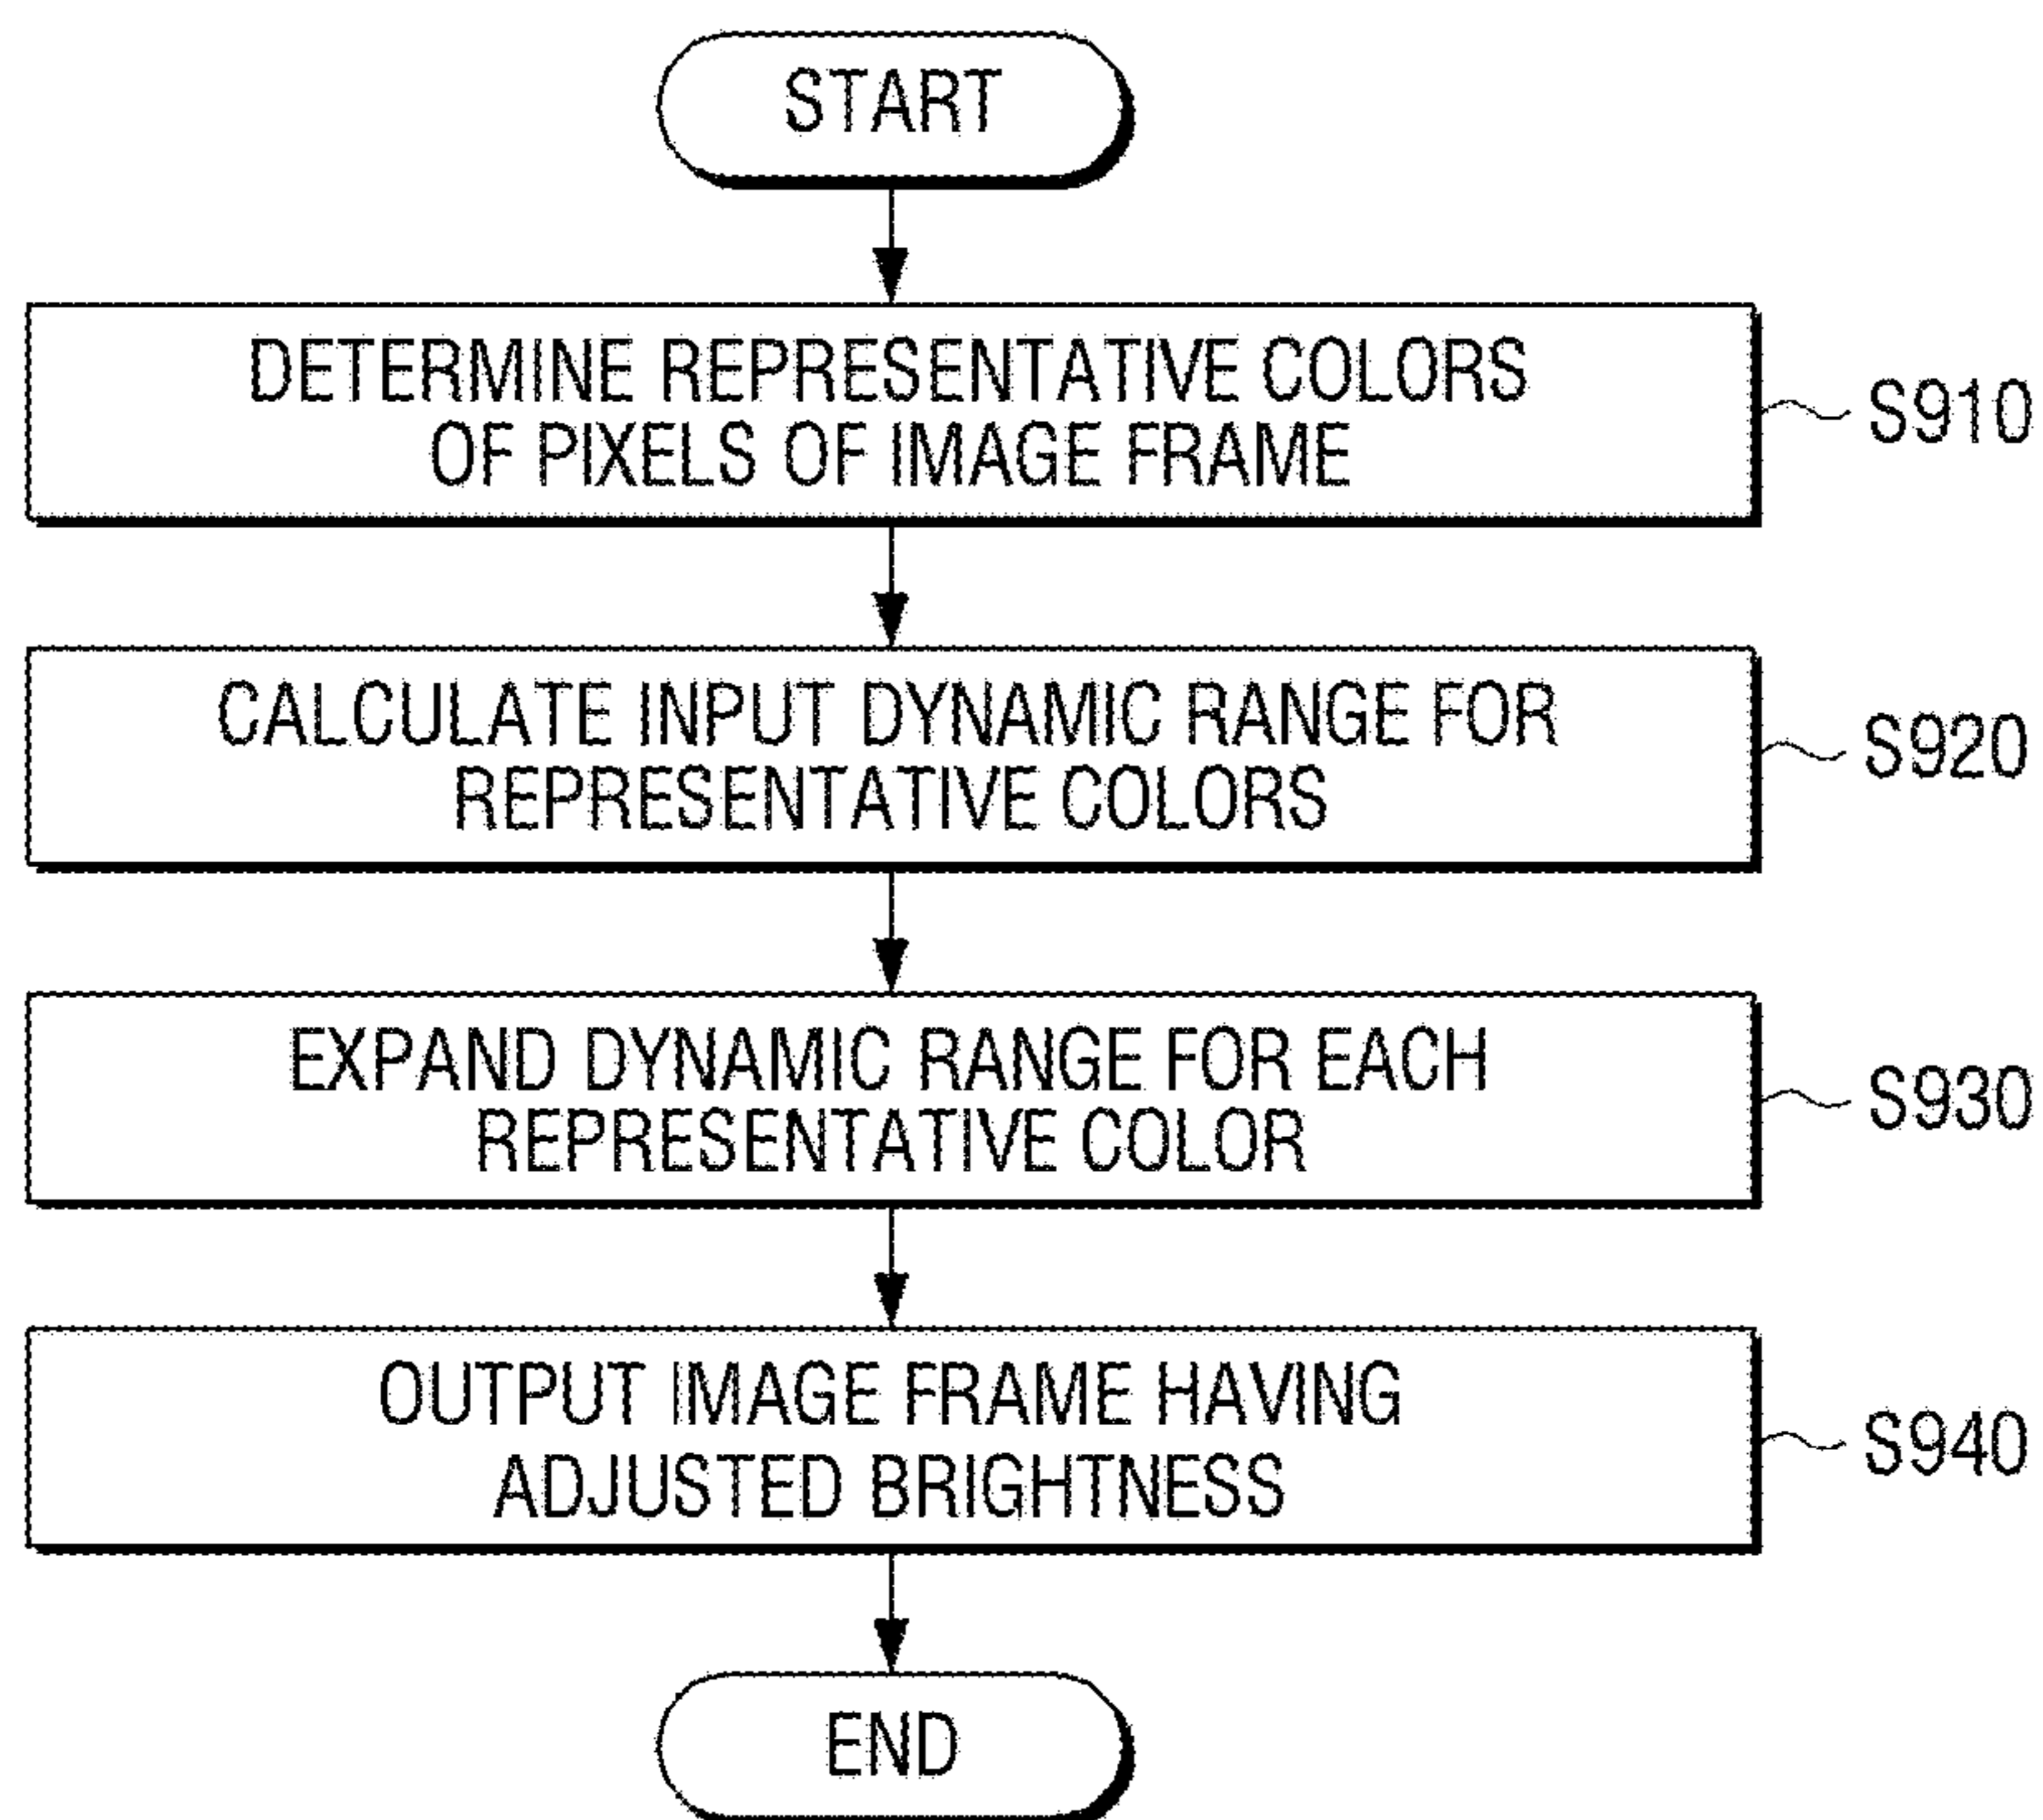 START
DETERMINE REPRESENTATIVE COLORS
OF PIXELS OF IMAGE FRAME
S910
CALCULATE INPUT DYNAMIC RANGE FOR
REPRESENTATIVE COLORS
S920
EXPAND DYNAMIC RANGE FOR EACH
REPRESENTATIVE COLOR
S930
OUTPUT IMAGE FRAME HAVING
ADJUSTED BRIGHTNESS
S940
END